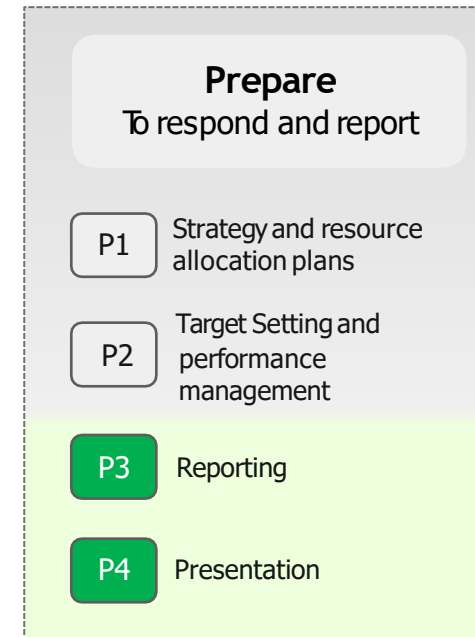 Prepare
To respond and report
P1
Strategy and resource
allocation plans
P2
Target Setting and
performance
management
P3
Reporting
P4
Presentation